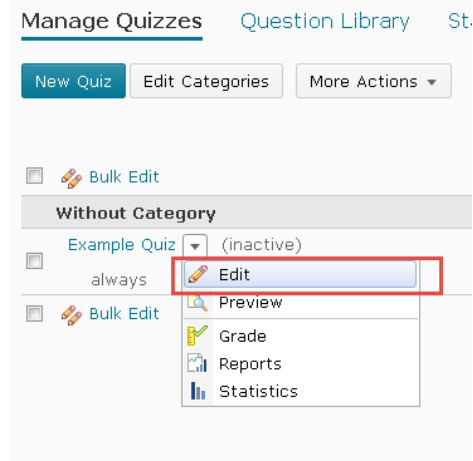 Manage Quizzes Question Library St
New Quiz Edit Categories More Actions
Bulk Edit
Without Category
Example Quiz (inactive)
always
Edit
Preview
Bulk Edit
Grade
Reports
Statistics